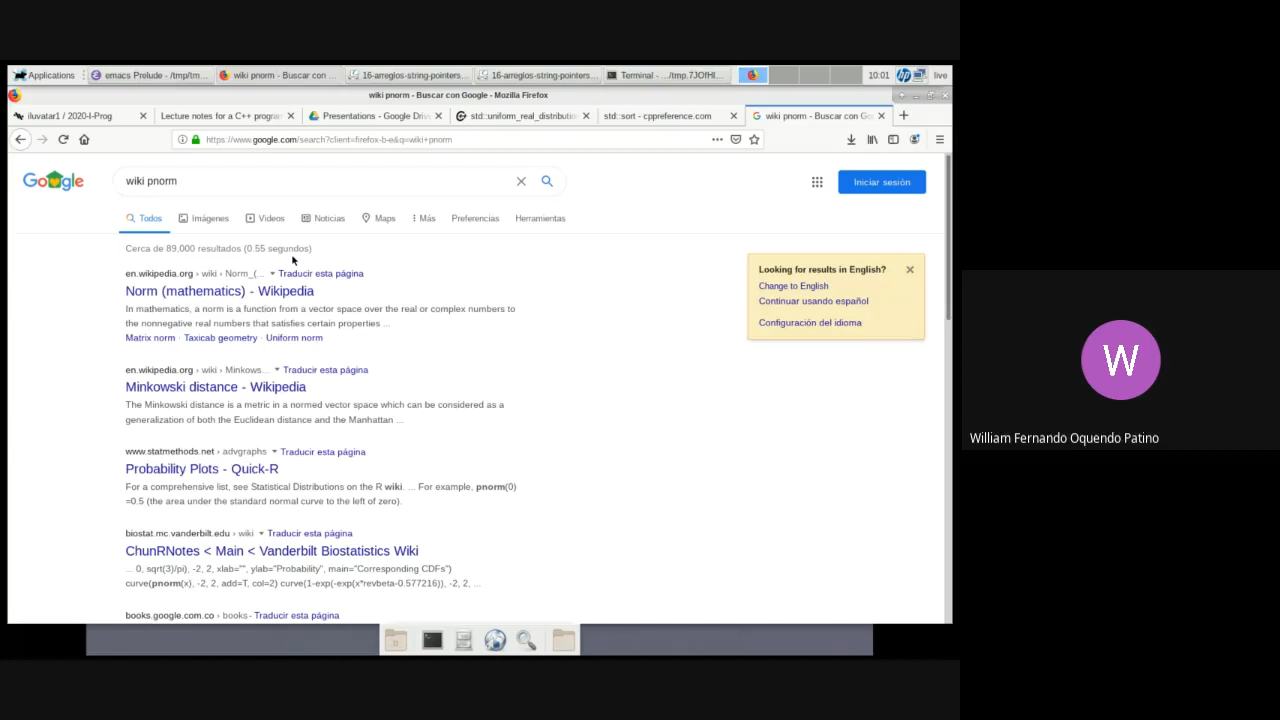 Applications
emacs Prelude - /tmp/tm...
wiki pnorm - Buscar con ...
16-arreglos-string-pointers...
16-arreglos-string-pointers...
Terminal - .../tmp.7JOfHl...
10:01
live
wiki pnorm - Buscar con Google - Mozilla Firefox
iluvatar1 / 2020-I-Prog
Lecture notes for a C++ program
Presentations - Google Driv
std::uniform_real_distributio
std::sort - cppreference.com
wiki pnorm - Buscar con Goo
https://www.google.com/search?client=firefox-b-e&q=wiki+pnorm
Google
wiki pnorm
Iniciar sesión
Todos
Imágenes
Videos
Noticias
Maps
Más
Preferencias
Herramientas
Cerca de 89,000 resultados (0.55 segundos)
en.wikipedia.org › wiki › Norm_(... Traducir esta página
Norm (mathematics) - Wikipedia
In mathematics, a norm is a function from a vector space over the real or complex numbers to
the nonnegative real numbers that satisfies certain properties ...
Matrix norm · Taxicab geometry · Uniform norm
en.wikipedia.org › wiki › Minkows... Traducir esta página
Minkowski distance - Wikipedia
The Minkowski distance is a metric in a normed vector space which can be considered as a
generalization of both the Euclidean distance and the Manhattan ...
www.statmethods.net › advgraphs Traducir esta página
Probability Plots - Quick-R
For a comprehensive list, see Statistical Distributions on the R wiki. ... For example, pnorm(0)
=0.5 (the area under the standard normal curve to the left of zero).
biostat.mc.vanderbilt.edu › wiki Traducir esta página
ChunRNotes < Main < Vanderbilt Biostatistics Wiki
... 0, sqrt(3)/pi), -2, 2, xlab="", ylab="Probability", main="Corresponding CDFs")
curve(pnorm(x), -2, 2, add=T, col=2) curve(1-exp(-exp(x*revbeta-0.577216)), -2, 2, ...
books.google.com.co › books - Traducir esta página
Looking for results in English?
Change to English
Continuar usando español
Configuración del idioma
W
William Fernando Oquendo Patino